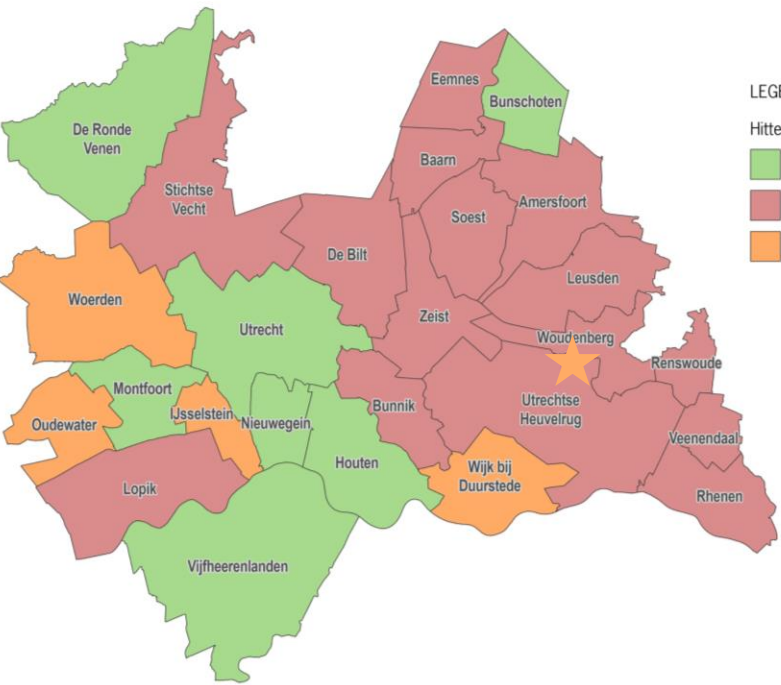 Eemnes
Bunschoten
LEGE
Hitte
De Ronde
Venen
Baarn
Stichtse
Vecht
Amersfoort
Soest
De Bilt
Leusden
Woerden
Zeist
Utrecht
Woudenberg
Renswoude
Montfoort
Utrechtse
Heuvelrug
Bunnik
IJsselstein
Nieuwegein
Oudewater
Veenendaal
Houten
Wijk bij
Duurstede
Lopik
Rhenen
Vijfheerenlanden